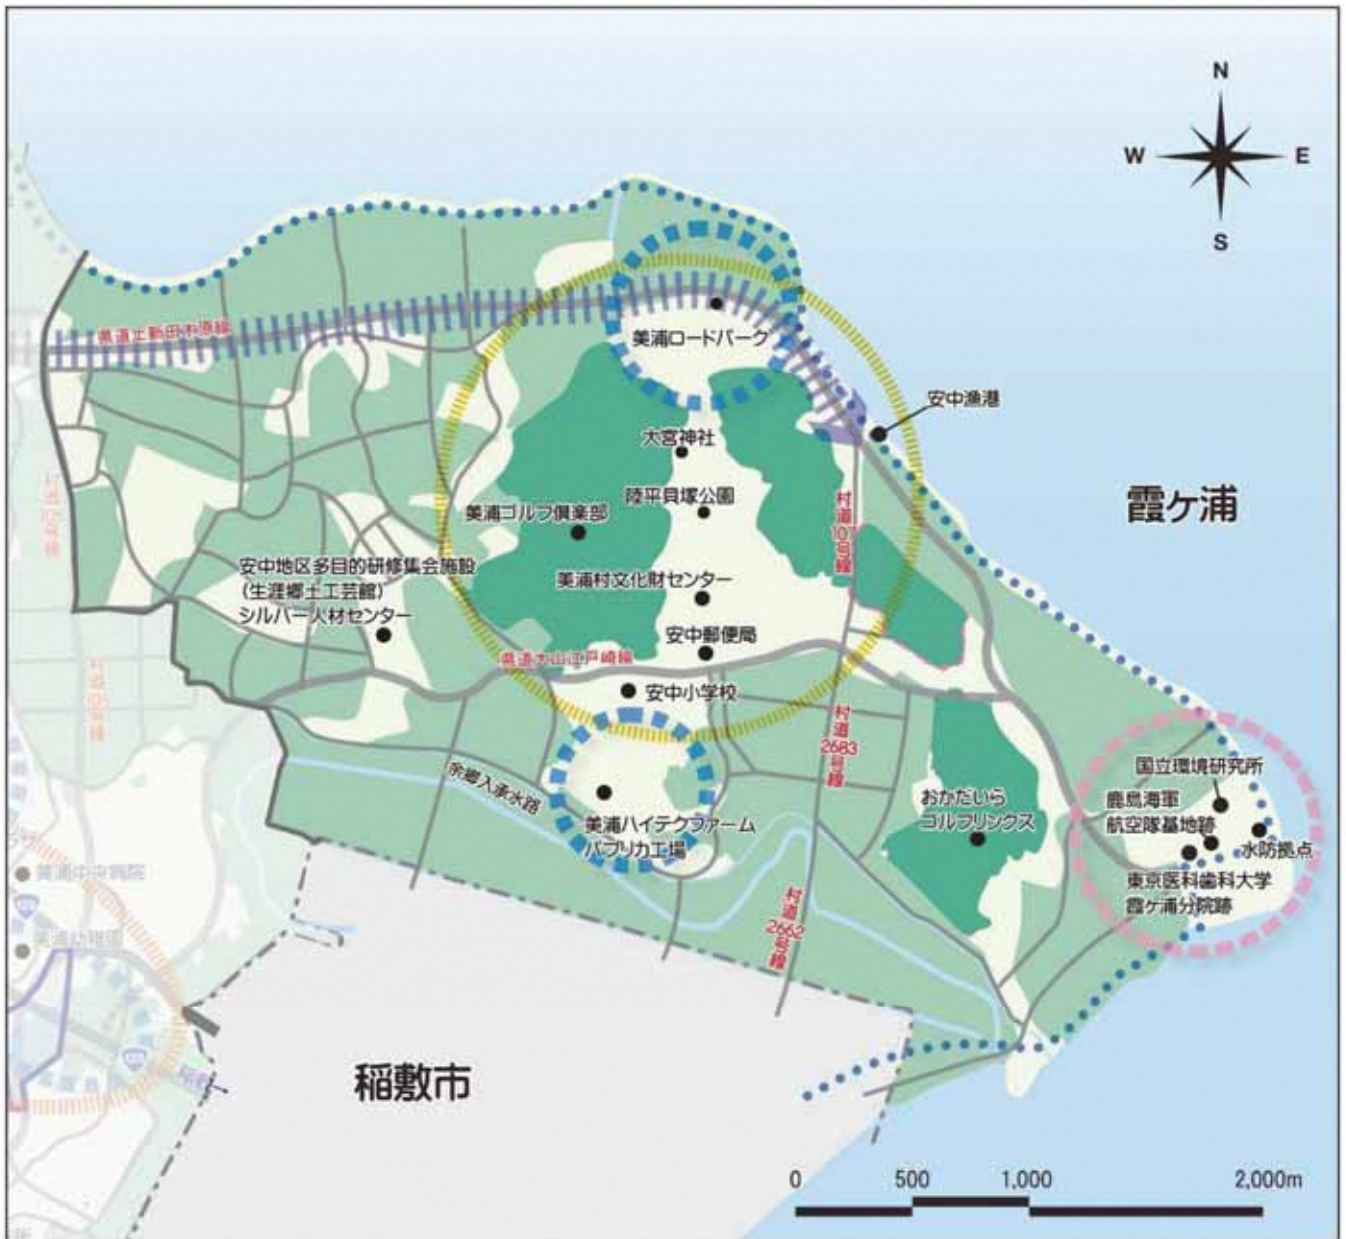 N
W E
S
県道上新田木原線
美浦ロードパーク
安中漁港
大宮神社
陸平貝塚公園
美浦ゴルフ倶楽部
村道10号線
霞ヶ浦
安中地区多目的研修集会施設
(生涯郷土工芸館)
シルバー人材センター
美浦村文化財センター
安中郵便局
県道大山江戸崎線
安中小学校
村道2683号線
余郷入承水路
美浦ハイテクファーム
パプリカ工場
おかだいら
ゴルフリンクス
国立環境研究所
鹿島海軍
航空隊基地跡
水防拠点
東京医科歯科大学
霞ヶ浦分院跡
村道2662号線
美浦中央病院
美浦幼稚園
125
125
稲敷市
0 500 1,000 2,000m